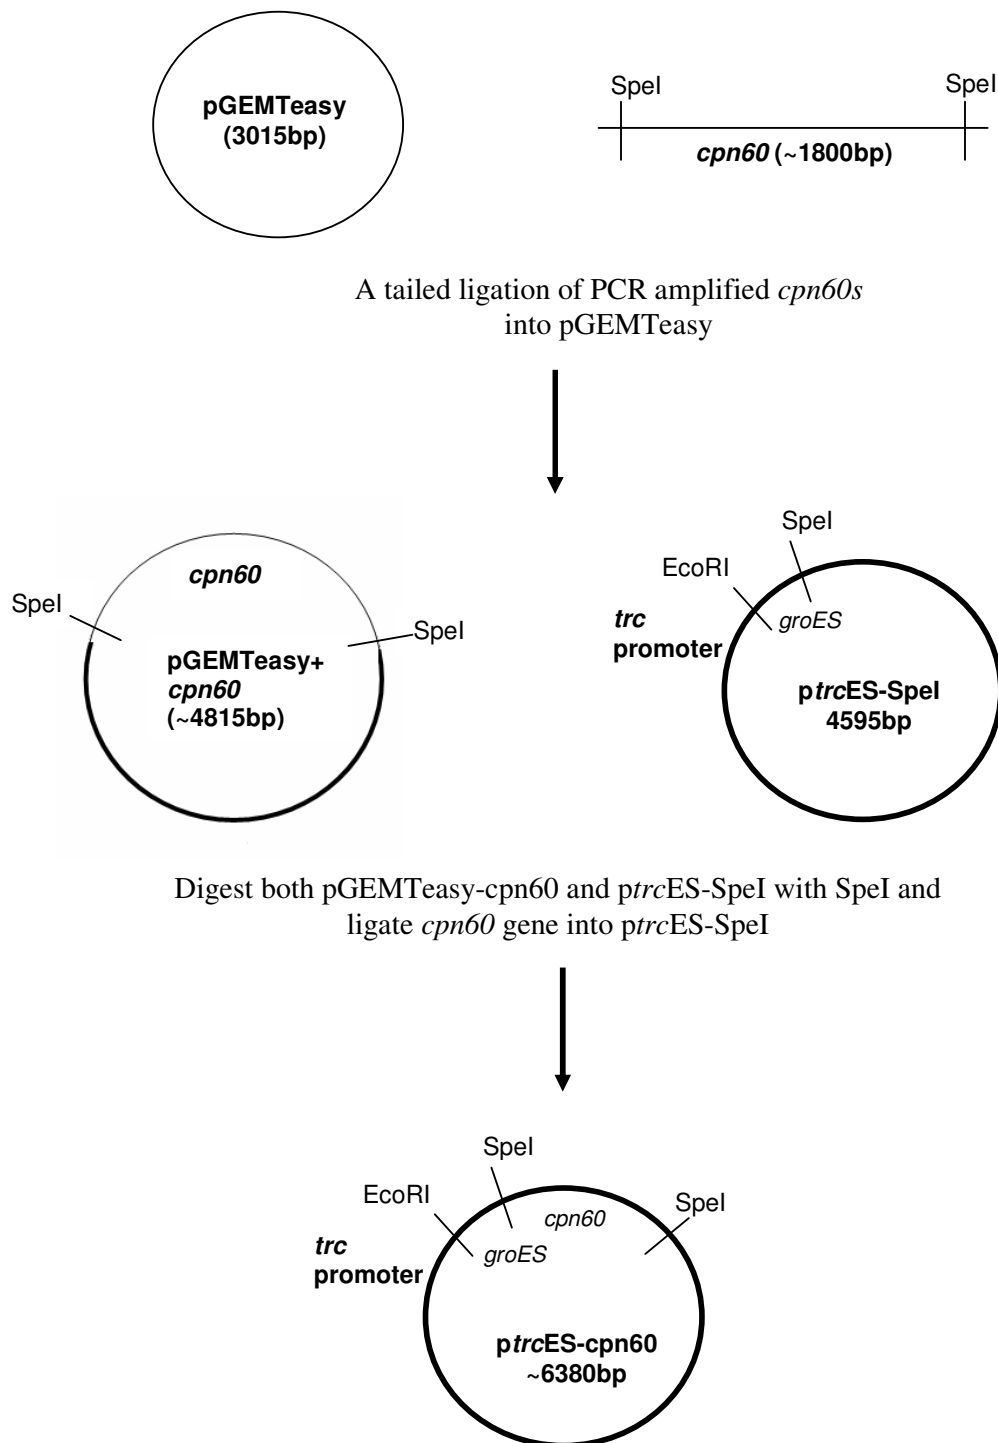 pGEMTeasy
(3015bp)
SpeI
SpeI
cpn60 (~1800bp)
A tailed ligation of PCR amplified cpn60s
into pGEMTeasy
SpeI
cpn60
SpeI
pGEMTeasy+
cpn60
(~4815bp)
SpeI
EcoRI
groES
trc
promoter
ptrcES-SpeI
4595bp
Digest both pGEMTeasy-cpn60 and ptrcES-SpeI with SpeI and
ligate cpn60 gene into ptrcES-SpeI
SpeI
EcoRI
SpeI
cpn60
groES
trc
promoter
ptrcES-cpn60
~6380bp